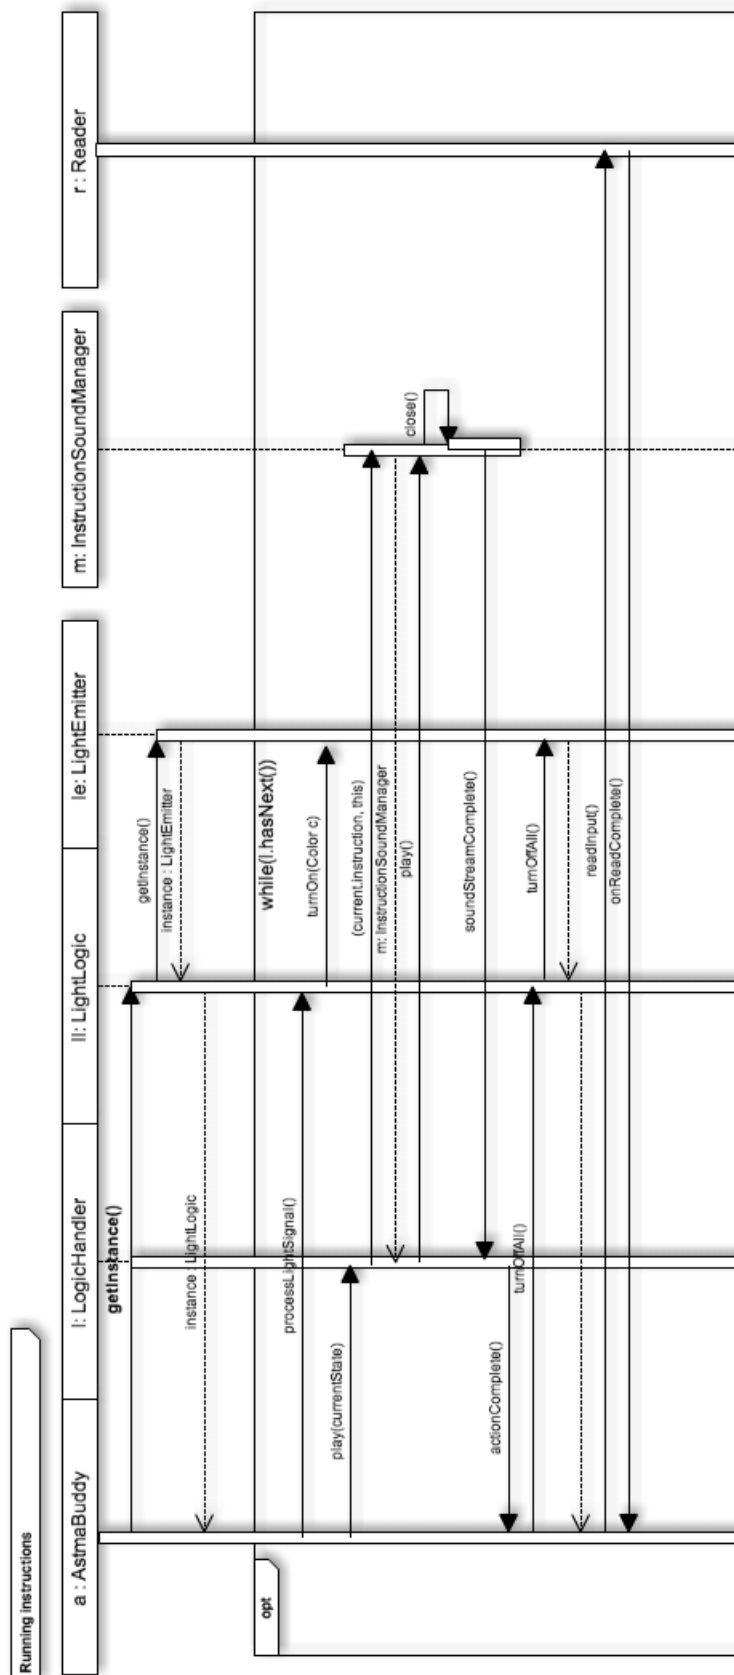 Running instructions
a : AstmaBuddy
l: LogicHandler
ll: LightLogic
le: LightEmitter
m: InstructionSoundManager
r : Reader
getInstance()
getInstance()
instance : LightEmitter
instance : LightLogic
opt
while(l.hasNext())
processLightSignal()
turnOn(Color c)
play(currentState)
(current.instruction, this)
m: InstructionSoundManager
play()
close()
soundStreamComplete()
actionComplete()
turnOffAll()
turnOffAll()
readInput()
onReadComplete()